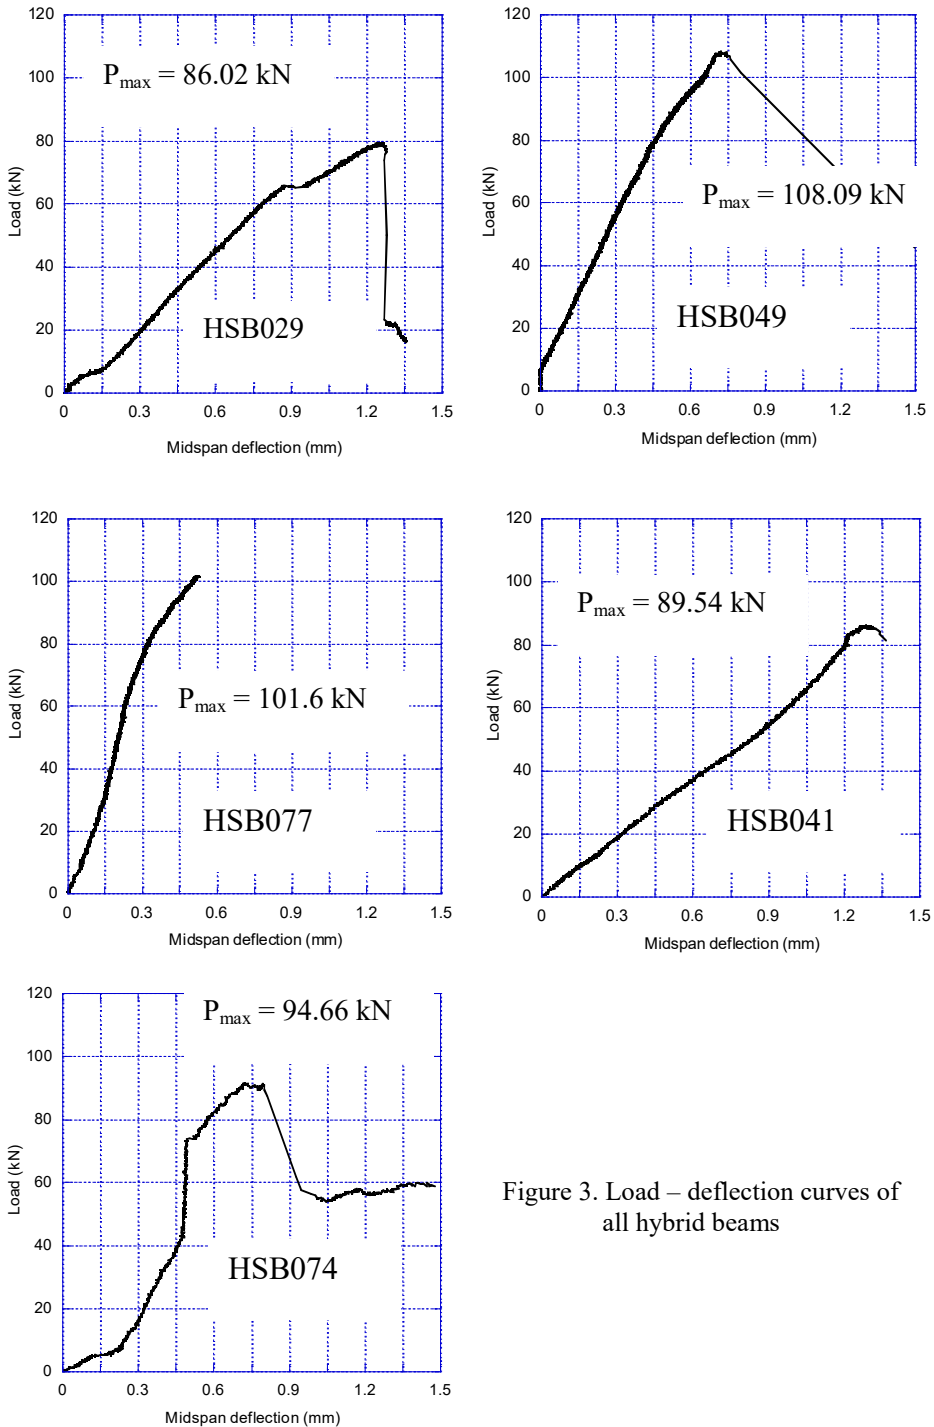 120
100
80
60
40
20
0
Load (kN)
P_max = 86.02 kN
HSB029
0 0.3 0.6 0.9 1.2 1.5
Midspan deflection (mm)
120
100
80
60
40
20
0
Load (kN)
P_max = 108.09 kN
HSB049
0 0.3 0.6 0.9 1.2 1.5
Midspan deflection (mm)
120
100
80
60
40
20
0
Load (kN)
P_max = 101.6 kN
HSB077
0 0.3 0.6 0.9 1.2 1.5
Midspan deflection (mm)
120
100
80
60
40
20
0
Load (kN)
P_max = 89.54 kN
HSB041
0 0.3 0.6 0.9 1.2 1.5
Midspan deflection (mm)
120
100
80
60
40
20
0
Load (kN)
P_max = 94.66 kN
HSB074
0 0.3 0.6 0.9 1.2 1.5
Midspan deflection (mm)
Figure 3. Load – deflection curves of
all hybrid beams